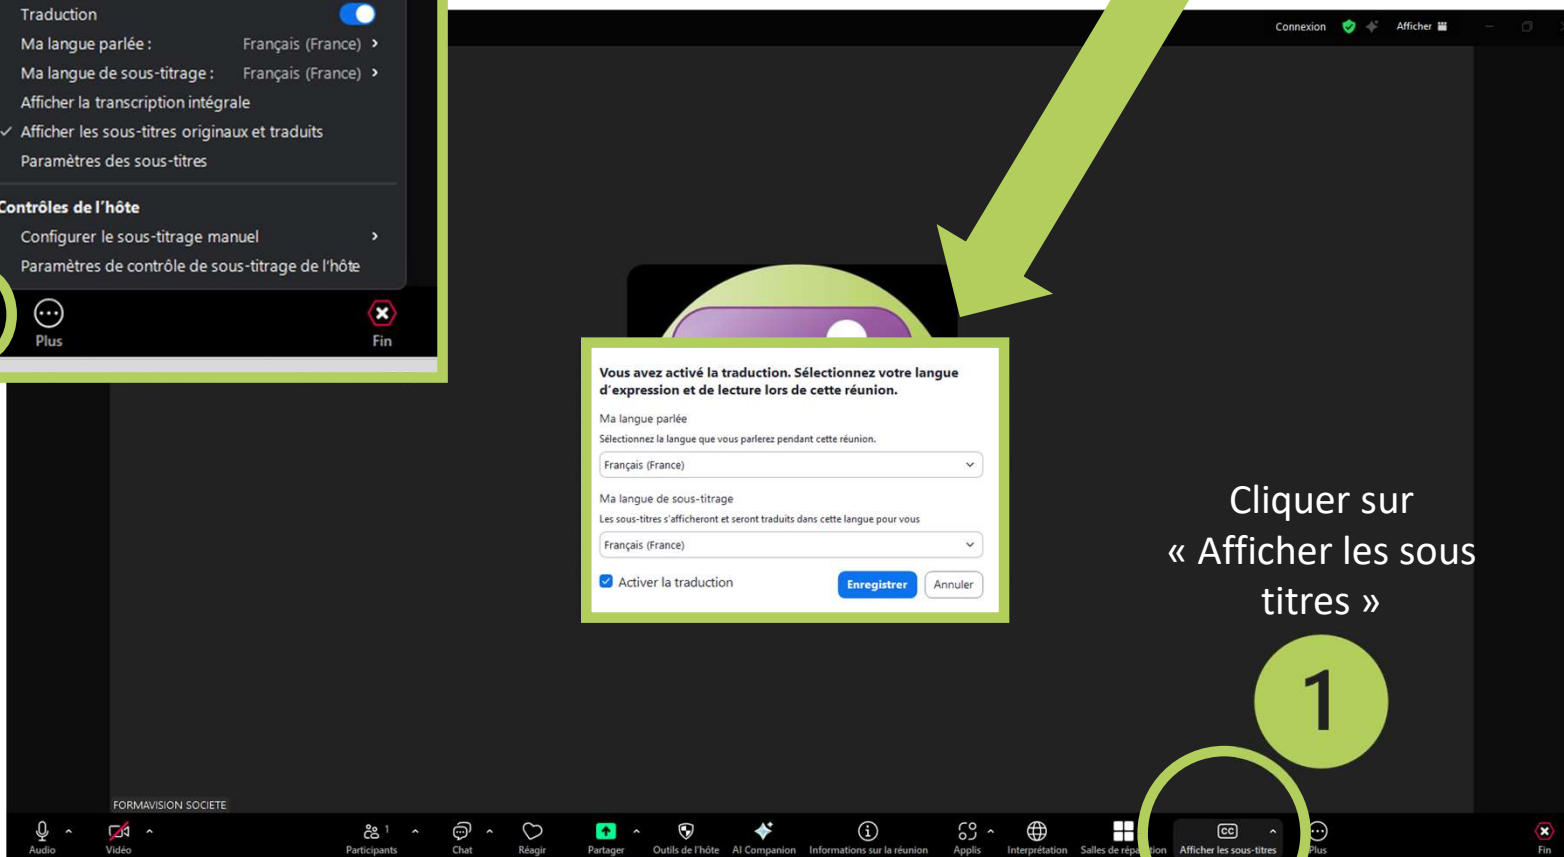 Traduction
Ma langue parlée : Français (France) >
Ma langue de sous-titrage : Français (France) >
Afficher la transcription intégrale
✓ Afficher les sous-titres originaux et traduits
Paramètres des sous-titres
Contrôles de l'hôte
Configurer le sous-titrage manuel >
Paramètres de contrôle de sous-titrage de l'hôte
Plus
Fin
Connexion
Afficher
Vous avez activé la traduction. Sélectionnez votre langue
d'expression et de lecture lors de cette réunion.
Ma langue parlée
Sélectionnez la langue que vous parlerez pendant cette réunion.
Français (France)
Ma langue de sous-titrage
Les sous-titres s'afficheront et seront traduits dans cette langue pour vous
Français (France)
Activer la traduction
Enregistrer
Annuler
Cliquer sur
« Afficher les sous
titres »
1
FORMAVISION SOCIETE
Audio
Vidéo
1
Participants
Chat
Réagir
Partager
Outils de l'hôte
AI Companion
Informations sur la réunion
Applis
Interprétation
Salles de répartition
CC
Afficher les sous-titres
Plus
Fin